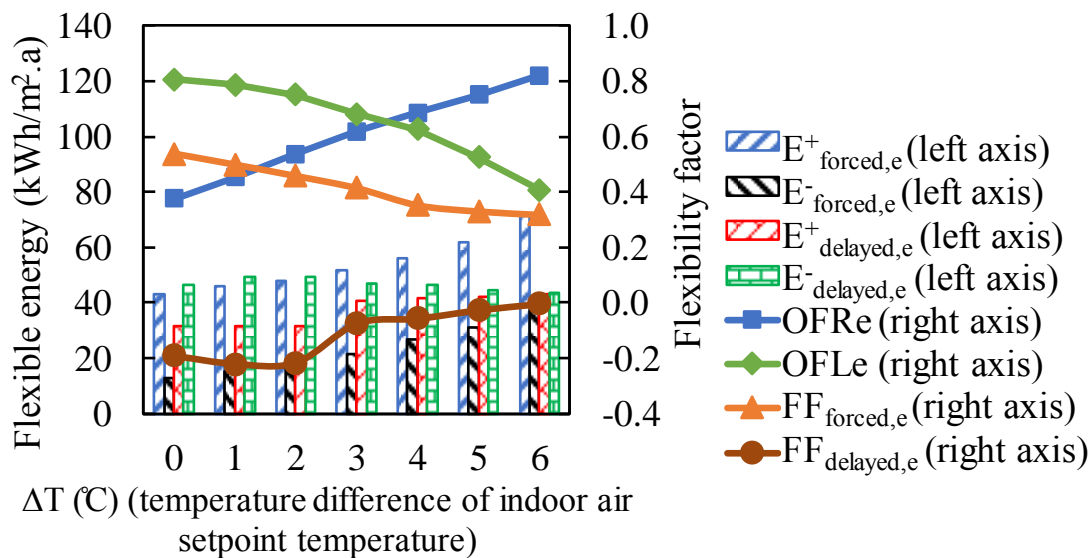 Flexible energy (kWh/m².a)
140
120
100
80
60
40
20
0
0 1 2 3 4 5 6
ΔT (℃) (temperature difference of indoor air
setpoint temperature)
1.0
0.8
0.6
0.4
0.2
0.0
-0.2
-0.4
Flexibility factor
E⁺forced,e (left axis)
E⁻forced,e (left axis)
E⁺delayed,e (left axis)
E⁻delayed,e (left axis)
OFRe (right axis)
OFLe (right axis)
FFforced,e (right axis)
FFdelayed,e (right axis)